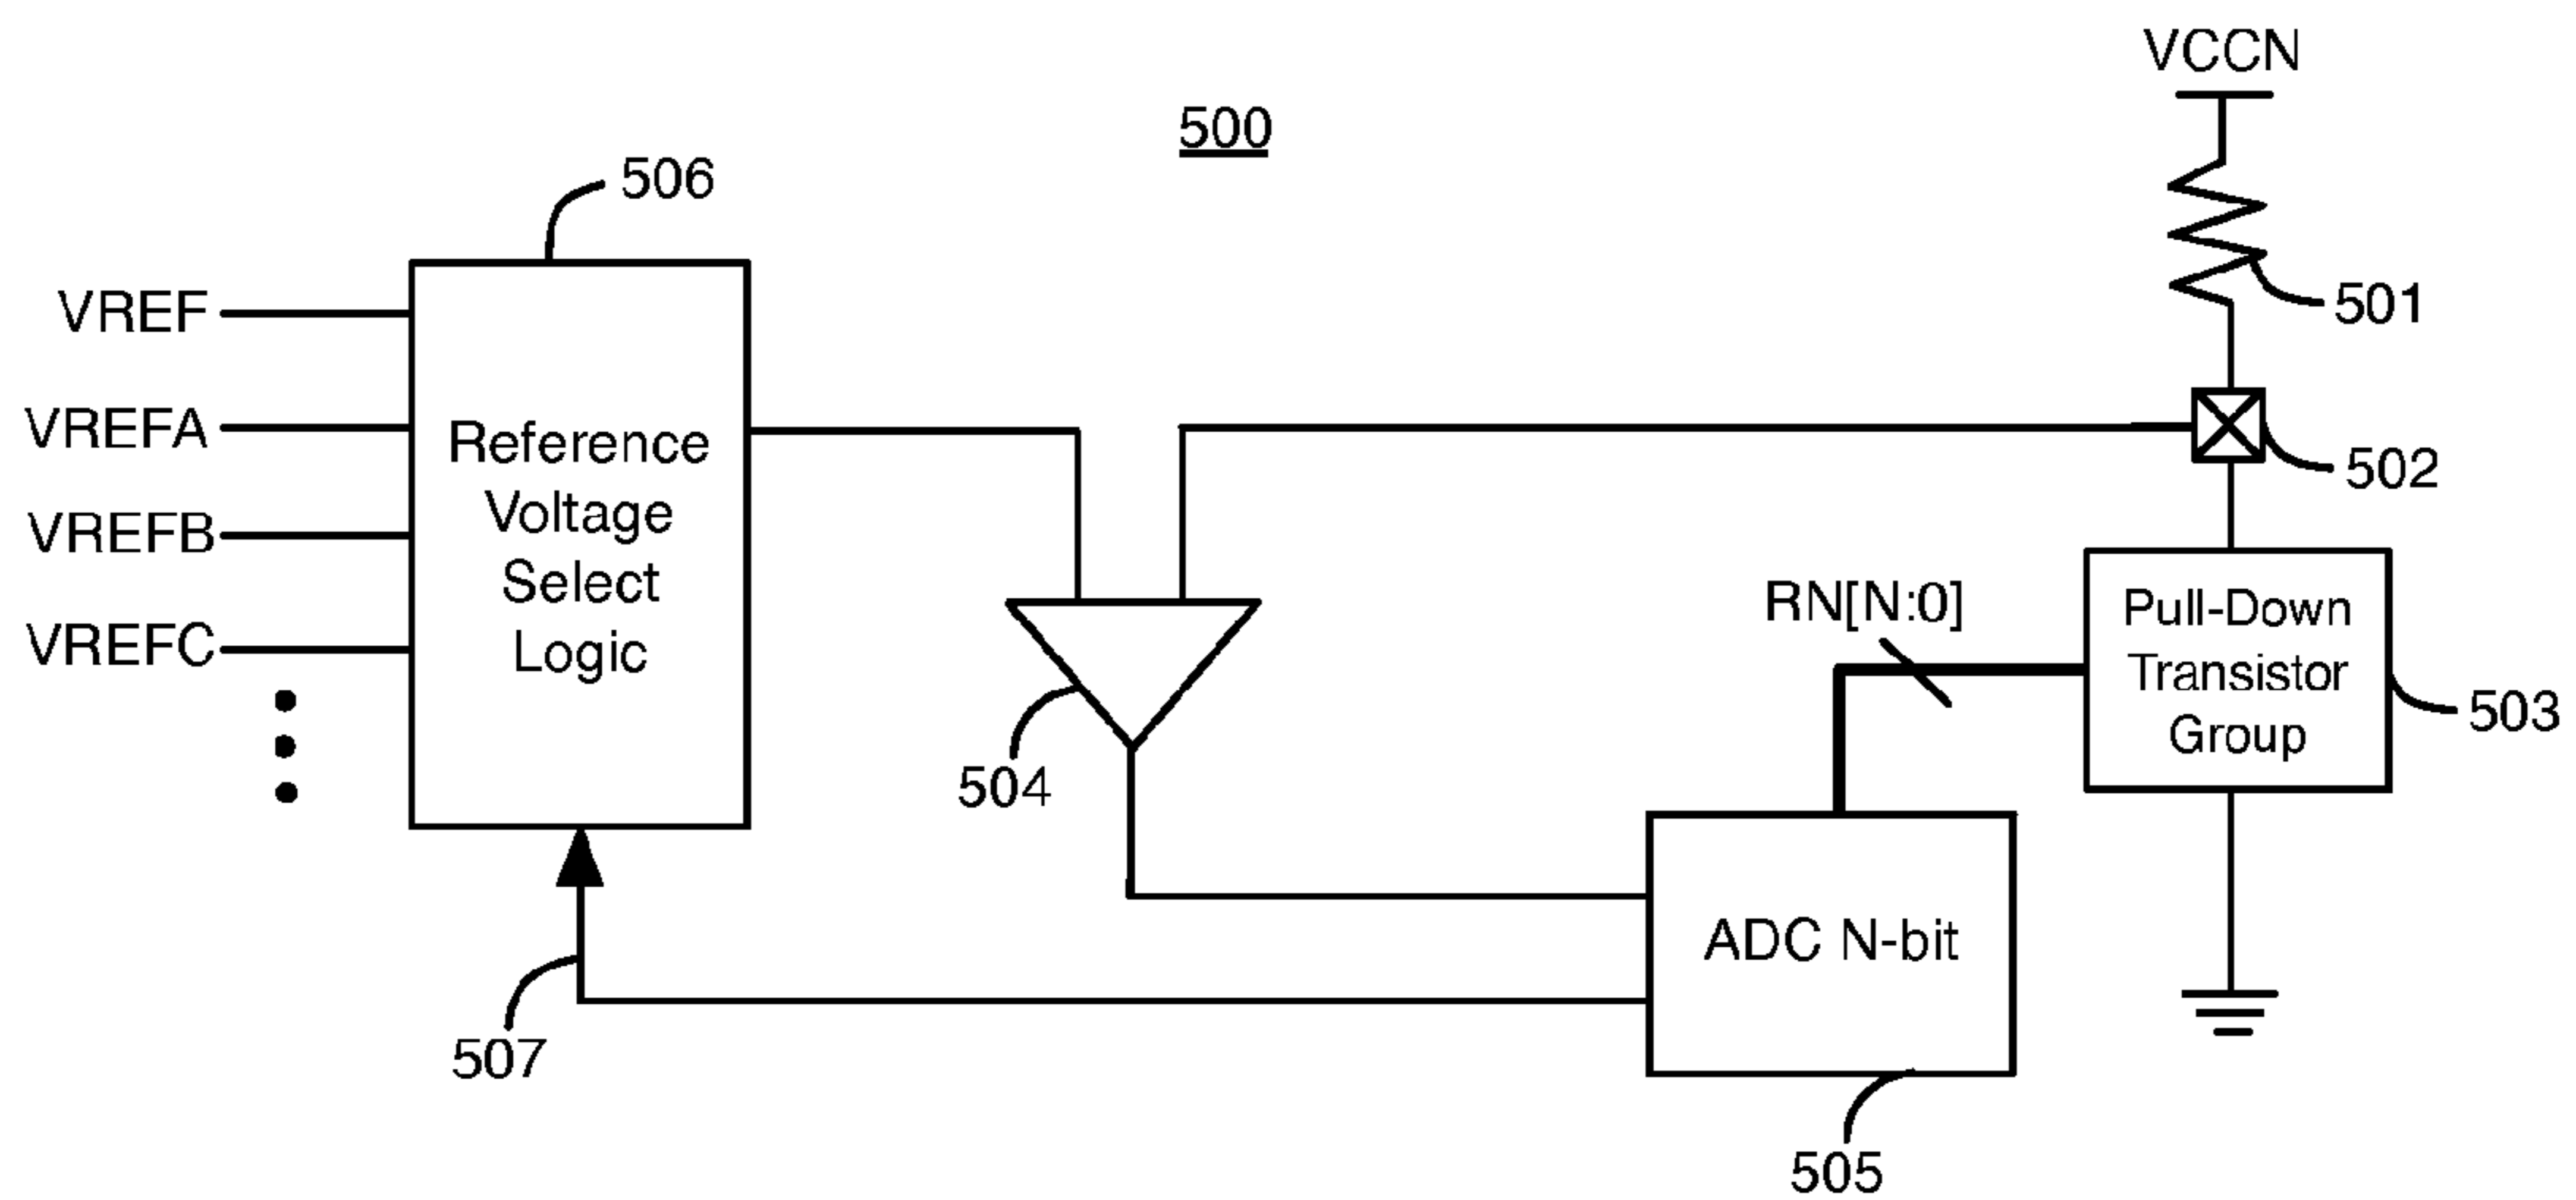 VCCN
500
506
VREF
501
VREFA
Reference
Voltage
Select
Logic
502
VREFB
RN[N:0]
Pull-Down
Transistor
Group
VREFC
503
504
ADC N-bit
507
505